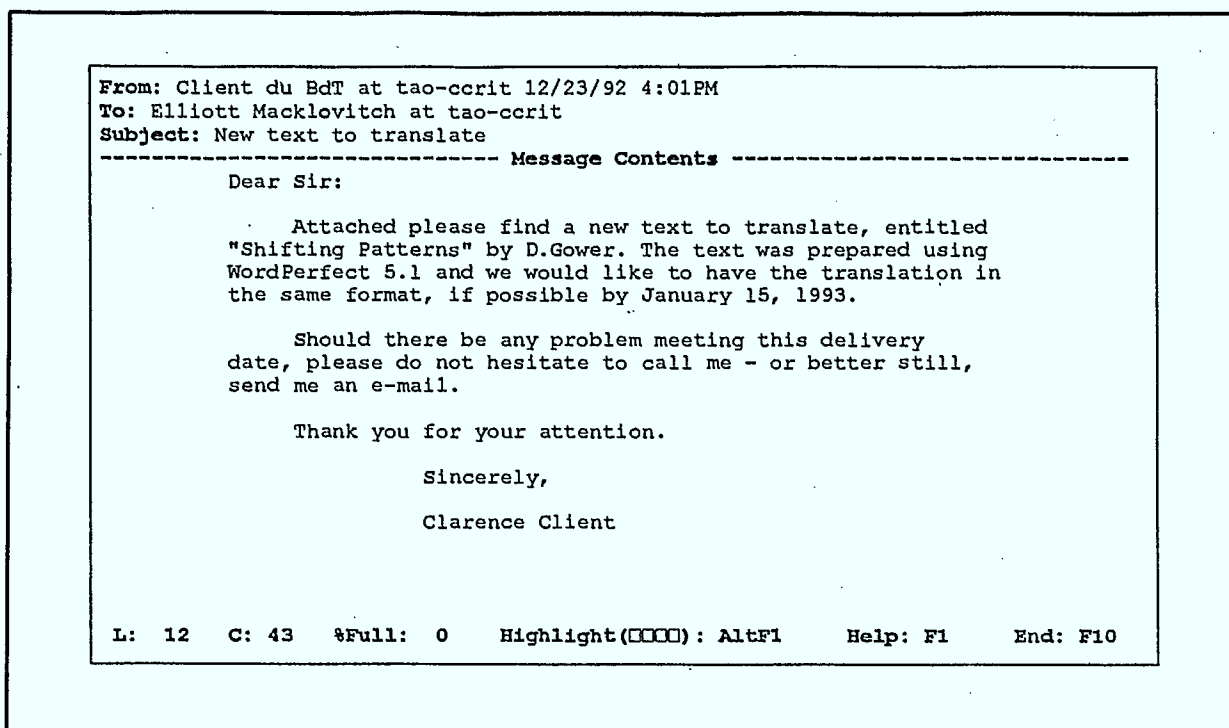 From: Client du BdT at tao-ccrit 12/23/92 4:01PM
To: Elliott Macklovitch at tao-ccrit
Subject: New text to translate
------------------------------- Message Contents -------------------------------
Dear Sir:
Attached please find a new text to translate, entitled
"Shifting Patterns" by D.Gower. The text was prepared using
WordPerfect 5.1 and we would like to have the translation in
the same format, if possible by January 15, 1993.
Should there be any problem meeting this delivery
date, please do not hesitate to call me - or better still,
send me an e-mail.
Thank you for your attention.
Sincerely,
Clarence Client
L: 12 C: 43 %Full: 0 Highlight(□□□□): AltF1 Help: F1 End: F10